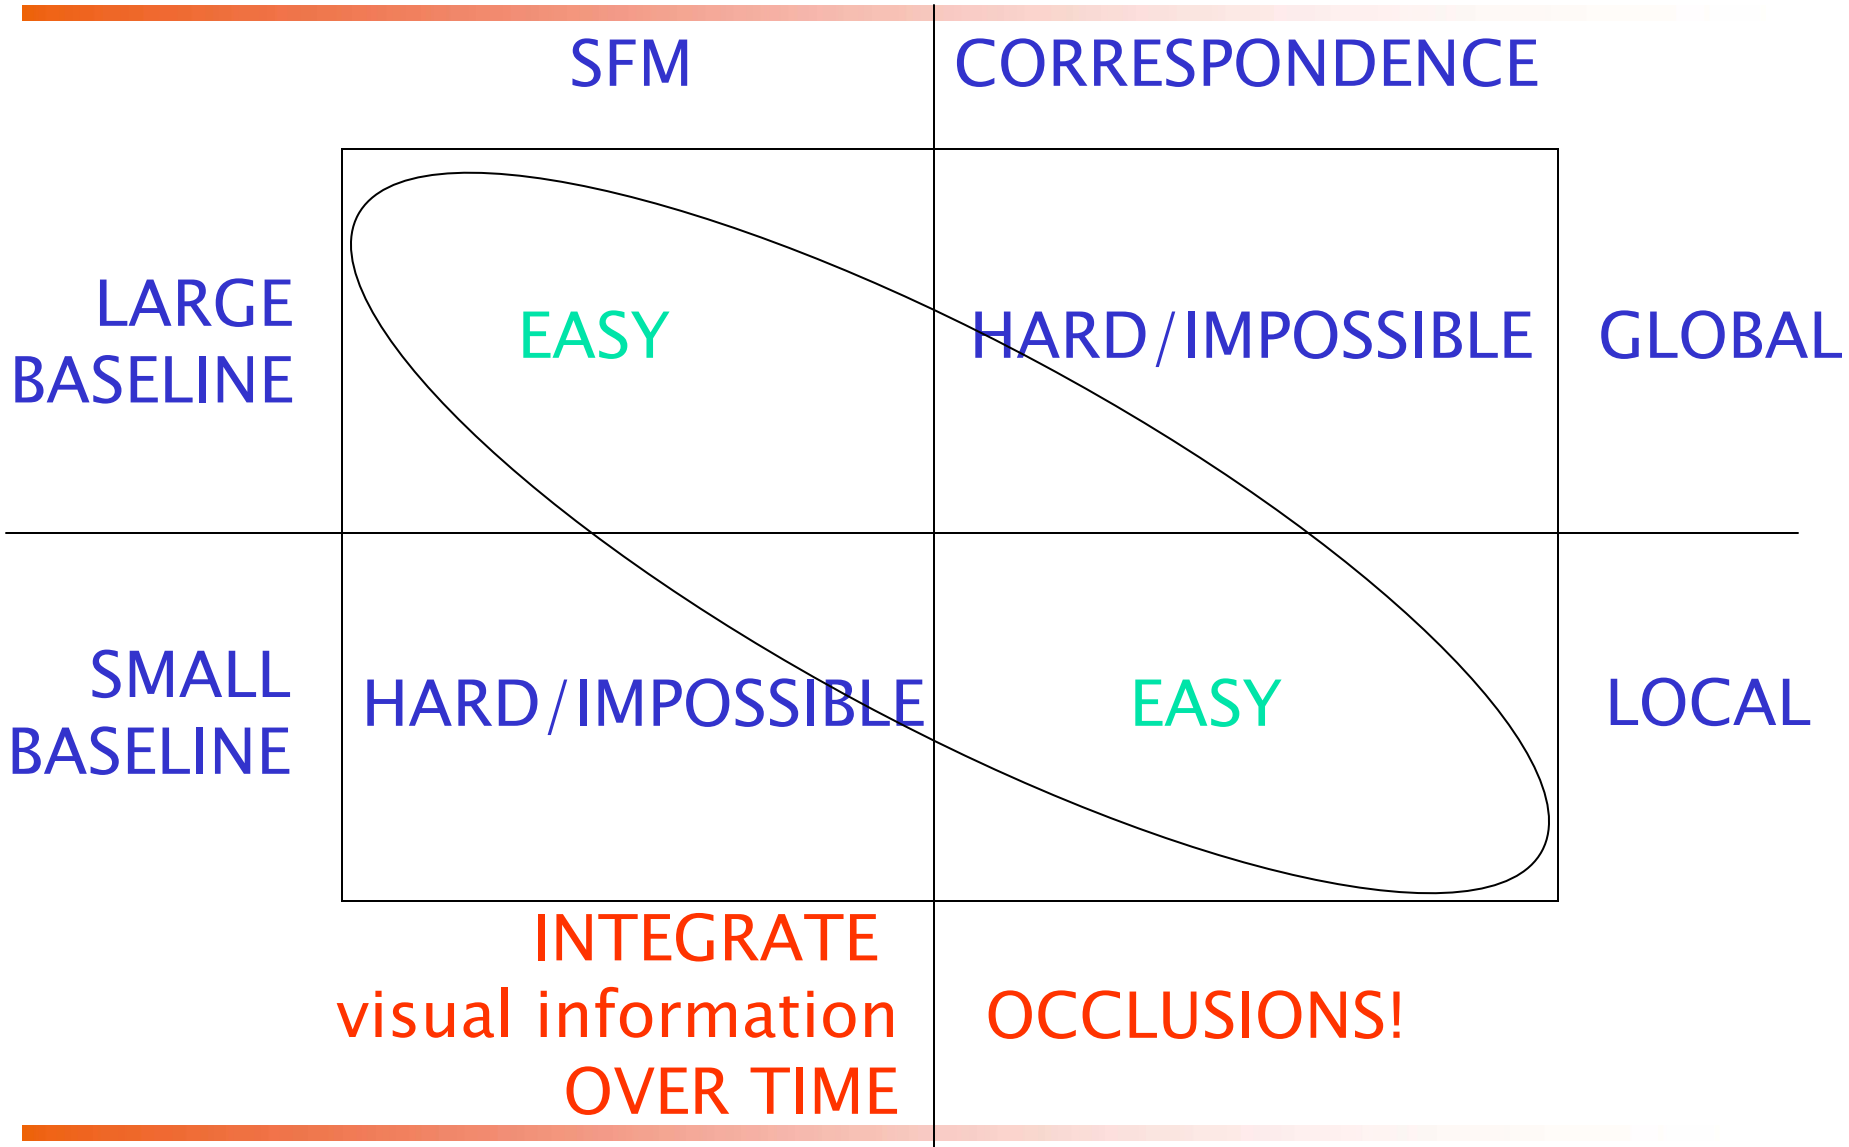 SFM
CORRESPONDENCE
LARGE
BASELINE
EASY
HARD/IMPOSSIBLE
GLOBAL
SMALL
BASELINE
HARD/IMPOSSIBLE
EASY
LOCAL
INTEGRATE
visual information
OVER TIME
OCCLUSIONS!